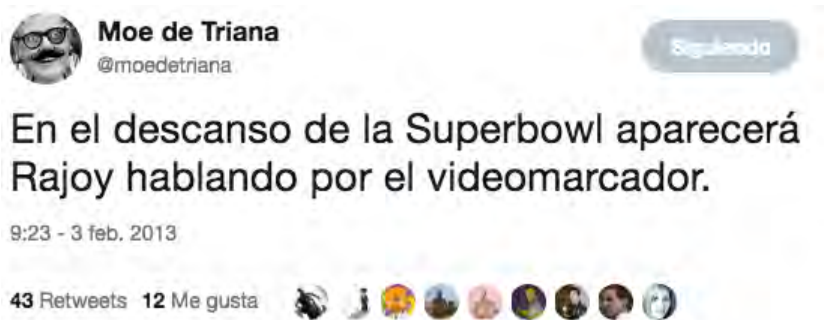 Moe de Triana
@moedetriana
Siguiendo
En el descanso de la Superbowl aparecerá
Rajoy hablando por el videomarcador.
9:23 - 3 feb. 2013
43 Retweets 12 Me gusta